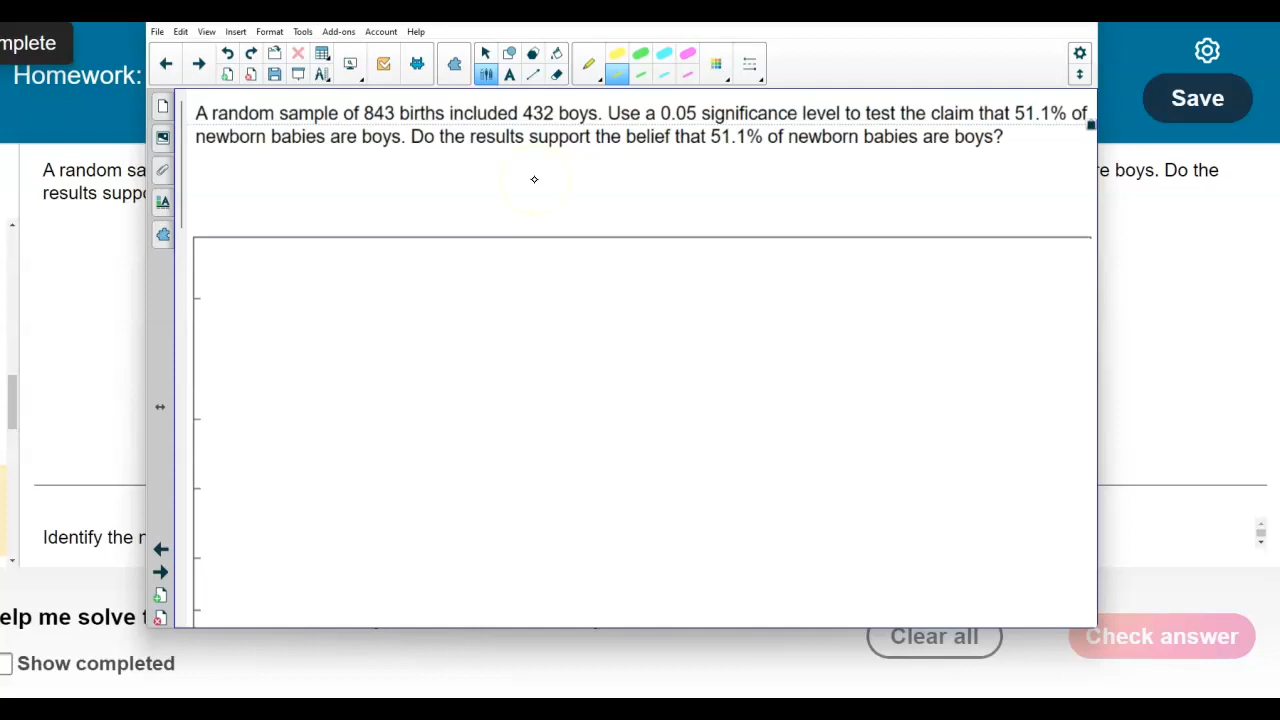 mplete
Homework:
Save
File Edit View Insert Format Tools Add-ons Account Help
A random sample of 843 births included 432 boys. Use a 0.05 significance level to test the claim that 51.1% of
newborn babies are boys. Do the results support the belief that 51.1% of newborn babies are boys?
A random sa
re boys. Do the
results suppo
Identify the n
elp me solve t
Clear all
Check answer
Show completed